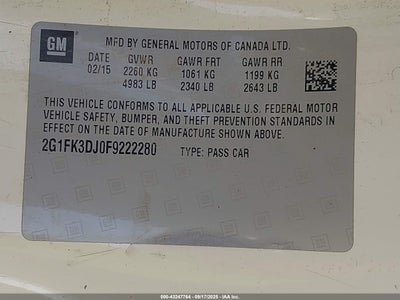 GM
MFD BY GENERAL MOTORS OF CANADA LTD.
DATE GVWR GAWR FRT GAWR RR
02/15 2260 KG 1061 KG 1199 KG
4983 LB 2340 LB 2643 LB
THIS VEHICLE CONFORMS TO ALL APPLICABLE U.S. FEDERAL MOTOR
VEHICLE SAFETY, BUMPER, AND THEFT PREVENTION STANDARDS IN
EFFECT ON THE DATE OF MANUFACTURE SHOWN ABOVE.
2G1FK3DJ0F9222280 TYPE: PASS CAR
500-43247764 - 09/17/2025 - IAA Inc.